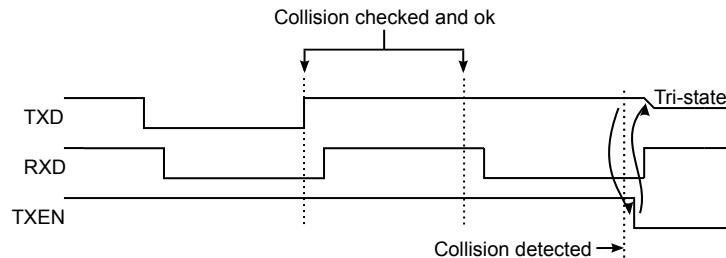 Collision checked and ok
Tri-state
TXD
RXD
TXEN
Collision detected